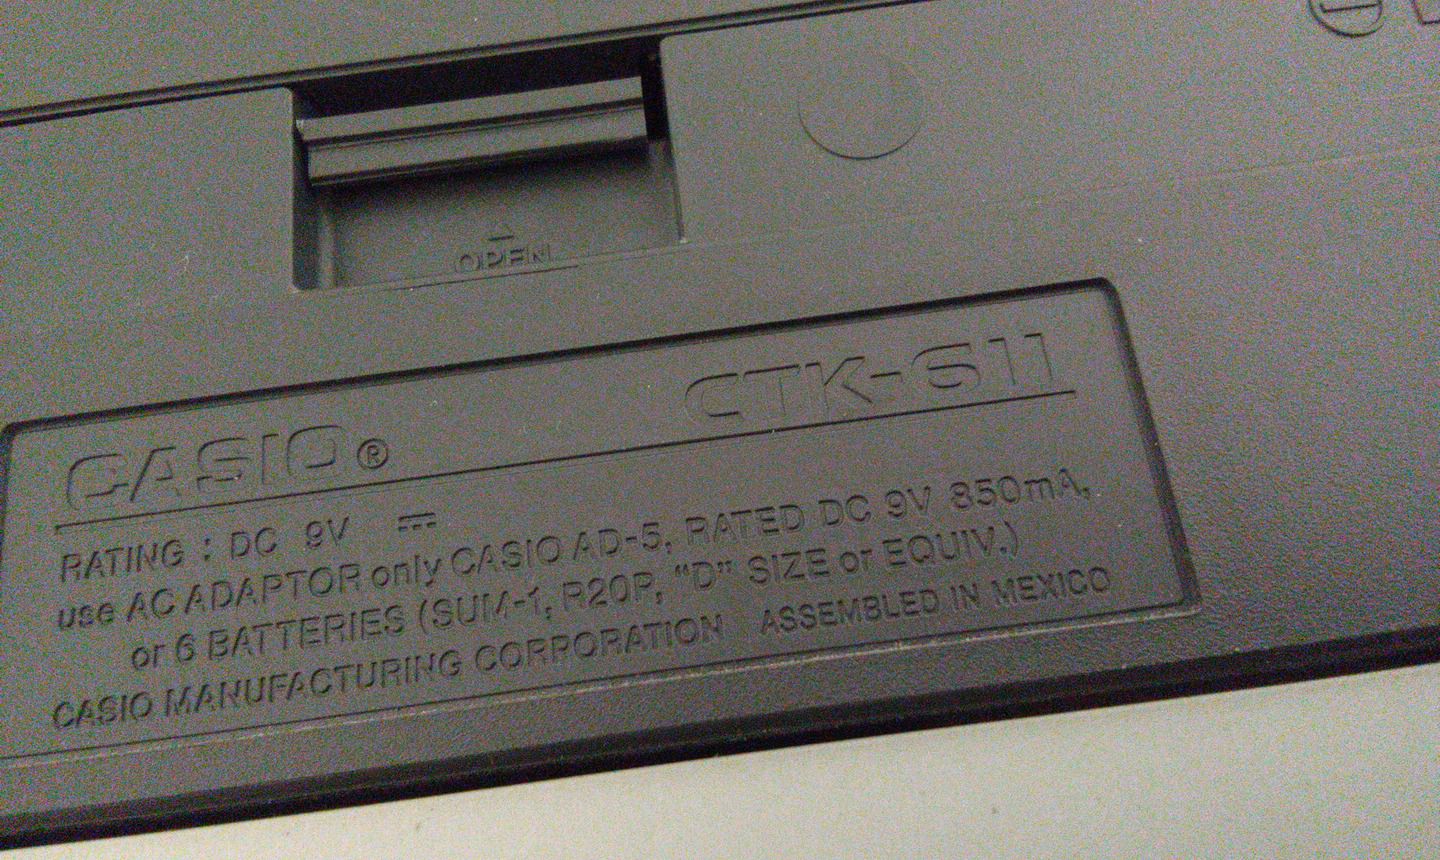 OPEN
CASIO® CTK-611
RATING : DC 9V ⎓
use AC ADAPTOR only CASIO AD-5, RATED DC 9V 850mA,
or 6 BATTERIES (SUM-1, R20P, "D" SIZE or EQUIV.)
CASIO MANUFACTURING CORPORATION ASSEMBLED IN MEXICO